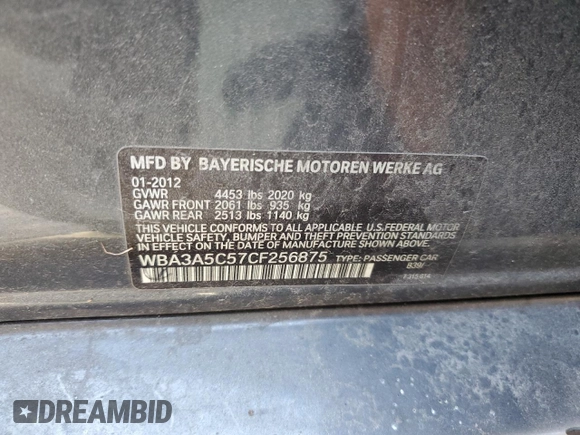 MFD BY BAYERISCHE MOTOREN WERKE AG
01-2012
GVWR 4453 lbs 2020 kg
GAWR FRONT 2061 lbs 935 kg
GAWR REAR 2513 lbs 1140 kg
THIS VEHICLE CONFORMS TO ALL APPLICABLE U.S.FEDERAL MOTOR
VEHICLE SAFETY, BUMPER, AND THEFT PREVENTION STANDARDS
IN EFFECT ON THE DATE OF MANUFACTURE SHOWN ABOVE.
WBA3A5C57CF256875 TYPE: PASSENGER CAR
DREAMBID